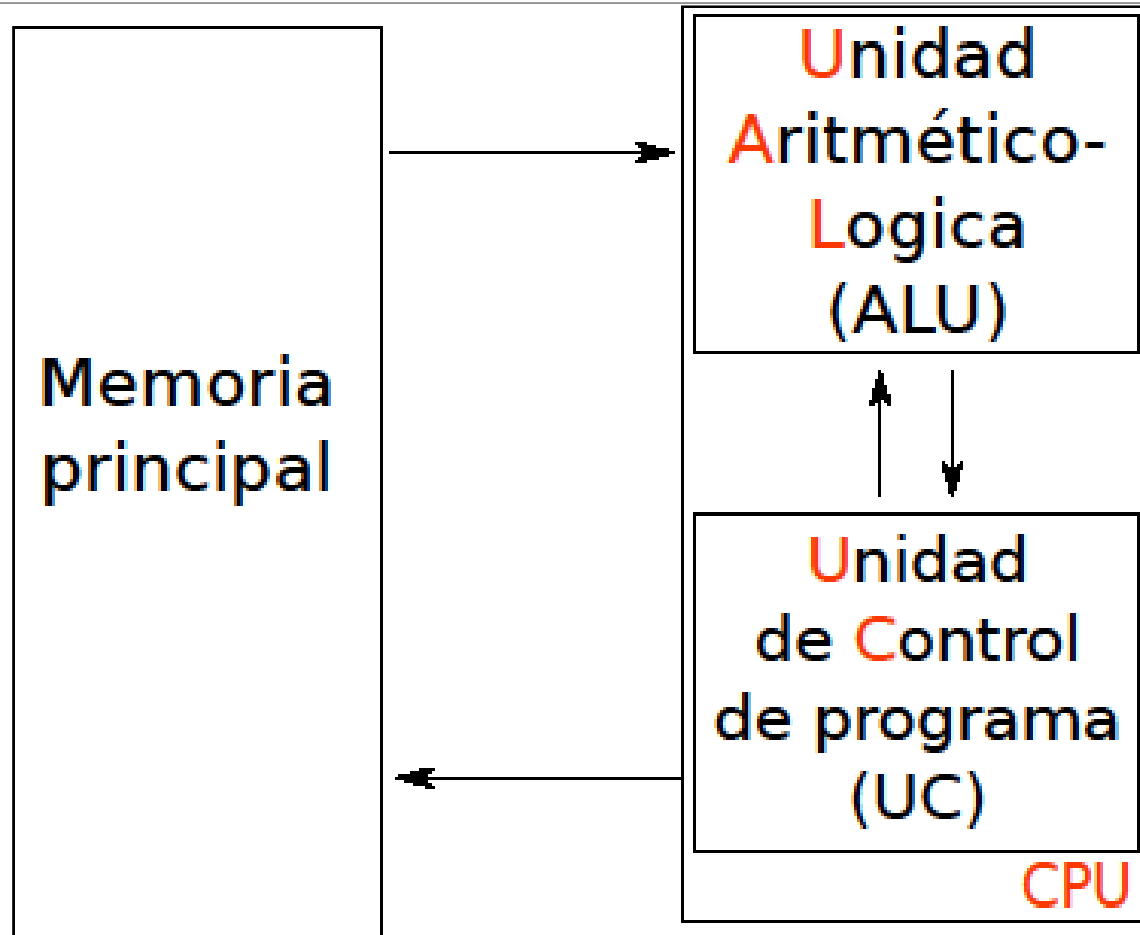 Memoria
principal
Unidad
Aritmético-
Logica
(ALU)
Unidad
de Control
de programa
(UC)
CPU